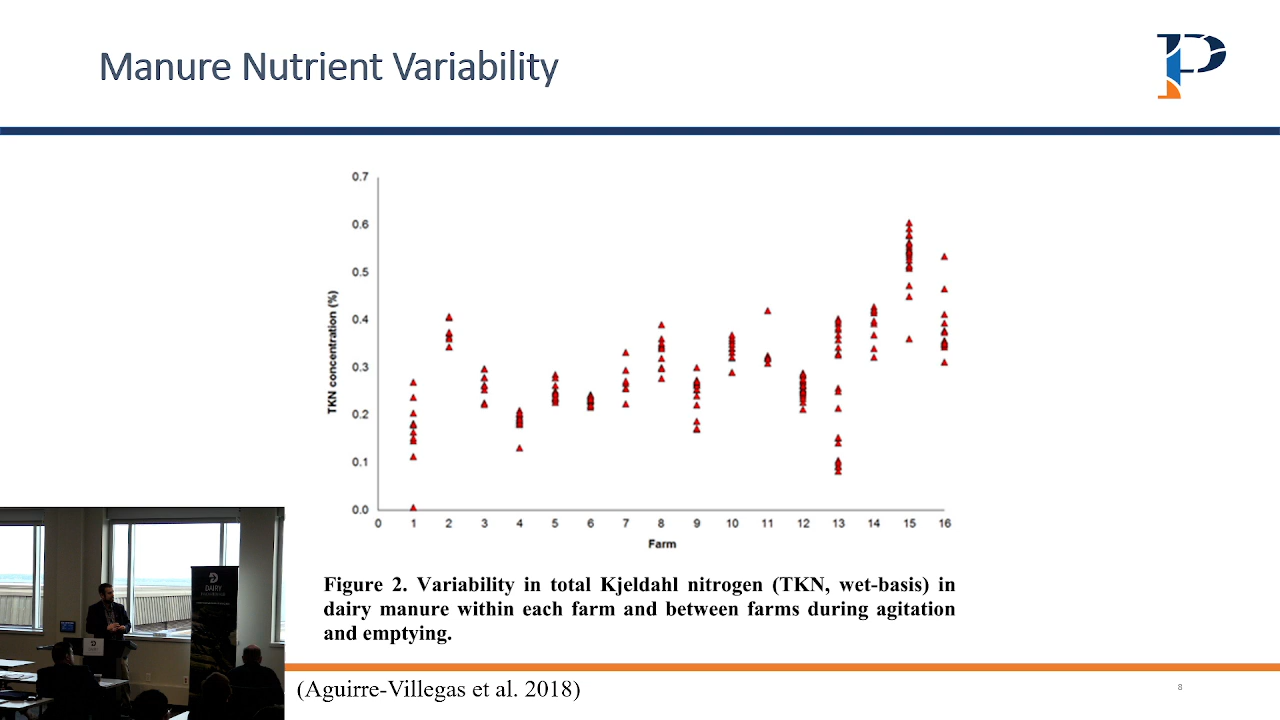 Manure Nutrient Variability
P
0.7
0.6
0.5
0.4
0.3
0.2
0.1
0.0
TKN concentration (%)
0 1 2 3 4 5 6 7 8 9 10 11 12 13 14 15 16
Farm
Figure 2. Variability in total Kjeldahl nitrogen (TKN, wet-basis) in
dairy manure within each farm and between farms during agitation
and emptying.
DAIRY
(Aguirre-Villegas et al. 2018)
8